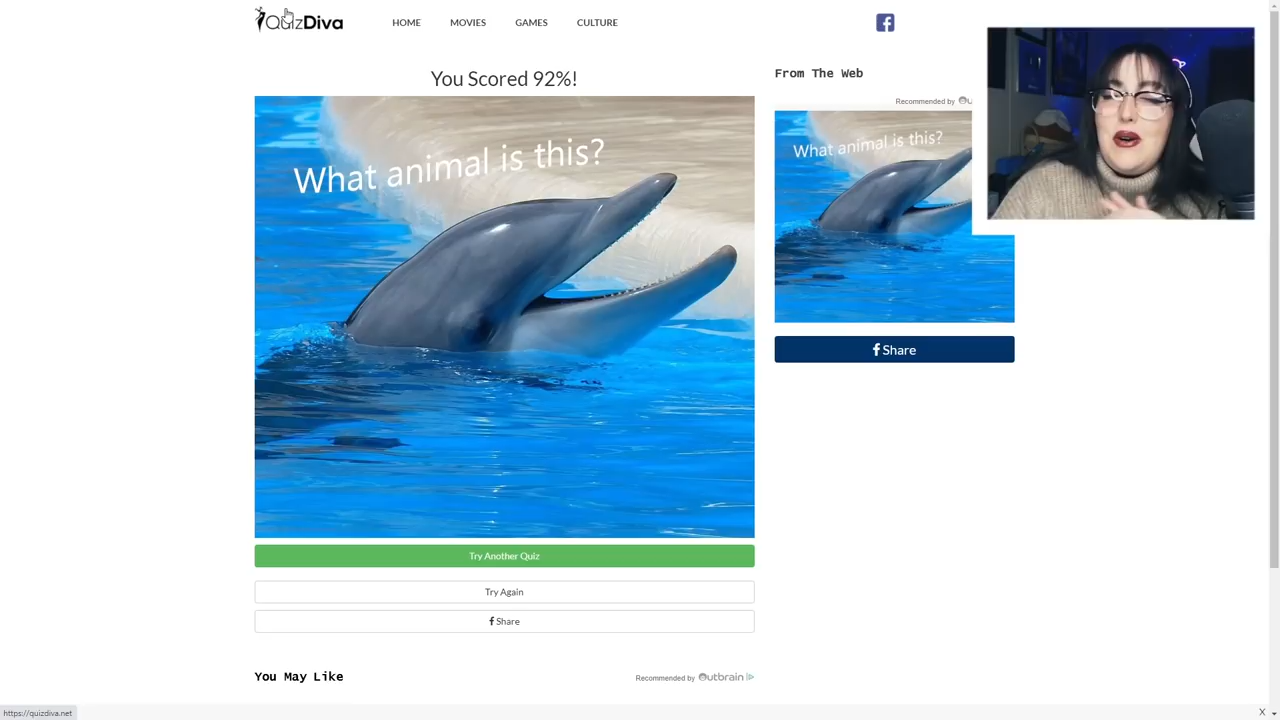 QuizDiva
HOME
MOVIES
GAMES
CULTURE
You Scored 92%!
What animal is this?
Try Another Quiz
Try Again
Share
You May Like
Recommended by Outbrain
From The Web
Recommended by
What animal is this?
Share
https://quizdiva.net
X